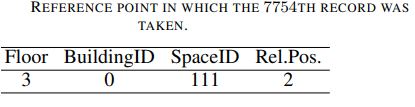 REFERENCE POINT IN WHICH THE 7754TH RECORD WAS
TAKEN.
Floor BuildingID SpaceID Rel.Pos.
3 0 111 2